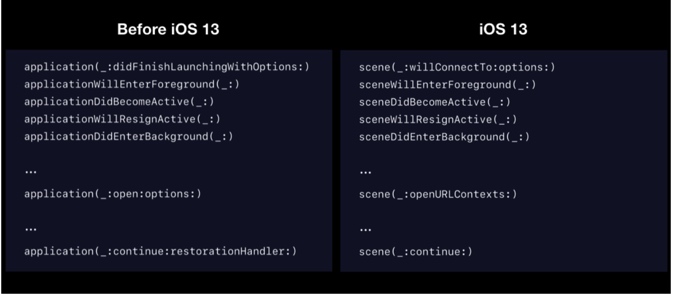 Before iOS 13
application(_:didFinishLaunchingWithOptions:)
applicationWillEnterForeground(_:)
applicationDidBecomeActive(_:)
applicationWillResignActive(_:)
applicationDidEnterBackground(_:)
...
application(_:open:options:)
...
application(_:continue:restorationHandler:)
iOS 13
scene(_:willConnectTo:options:)
sceneWillEnterForeground(_:)
sceneDidBecomeActive(_:)
sceneWillResignActive(_:)
sceneDidEnterBackground(_:)
...
scene(_:openURLContexts:)
...
scene(_:continue:)